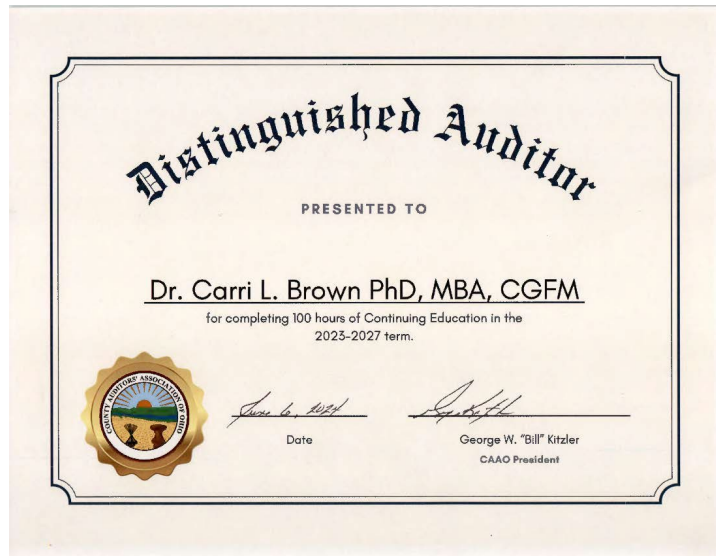 Distinguished Auditor
PRESENTED TO
Dr. Carri L. Brown PhD, MBA, CGFM
for completing 100 hours of Continuing Education in the
2023-2027 term.
COUNTY AUDITORS' ASSOCIATION OF OHIO
June 6, 2024
Date
George W. "Bill" Kitzler
CAAO President